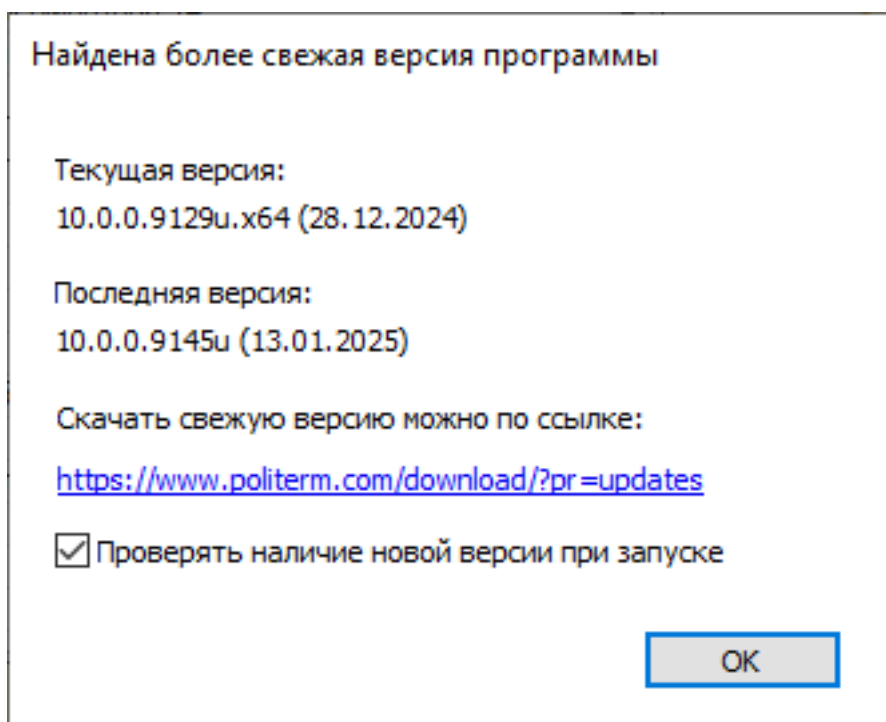 Найдена более свежая версия программы
Текущая версия:
10.0.0.9129u.x64 (28.12.2024)
Последняя версия:
10.0.0.9145u (13.01.2025)
Скачать свежую версию можно по ссылке:
https://www.politerm.com/download/?pr=updates
Проверять наличие новой версии при запуске
OK